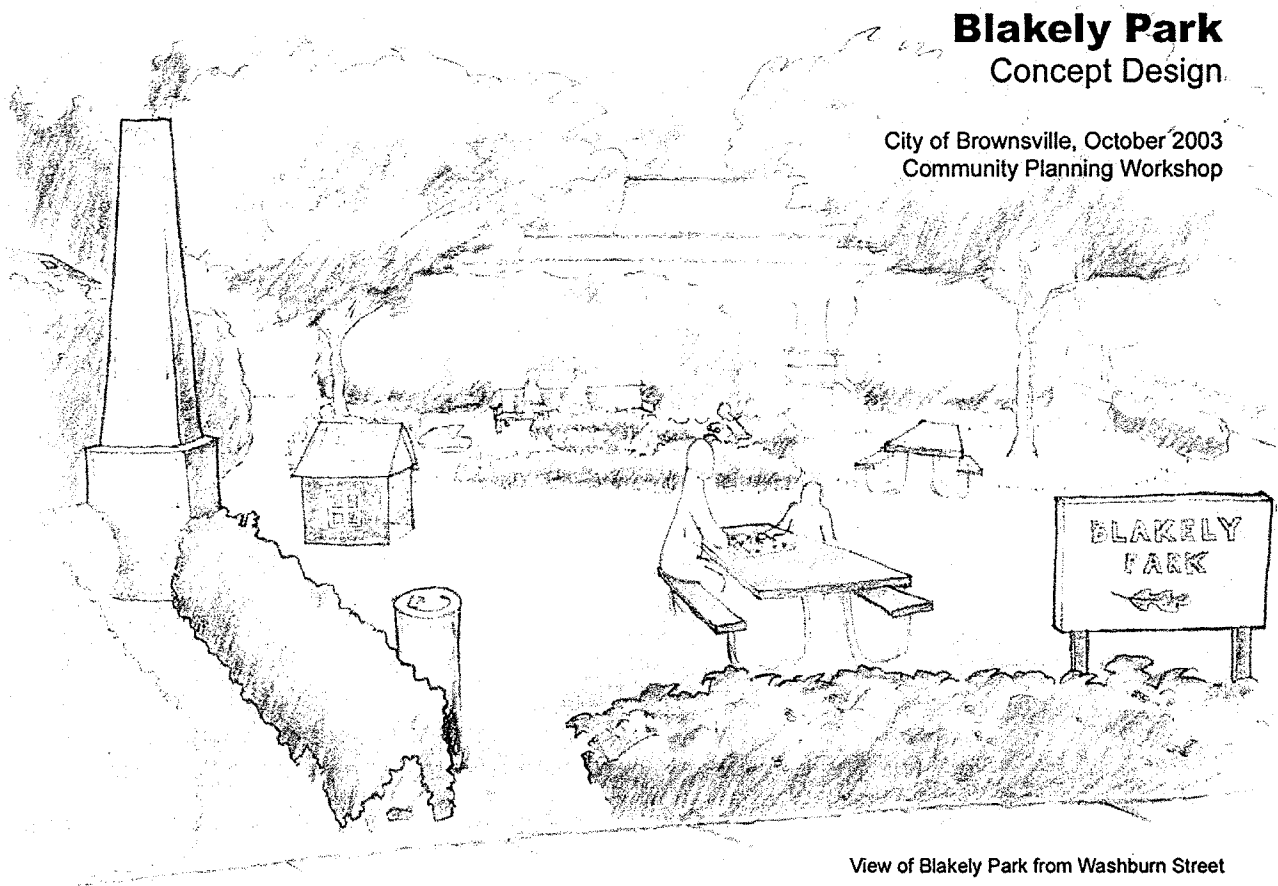 Blakely Park
Concept Design
City of Brownsville, October 2003
Community Planning Workshop
BLAKELY
PARK
View of Blakely Park from Washburn Street